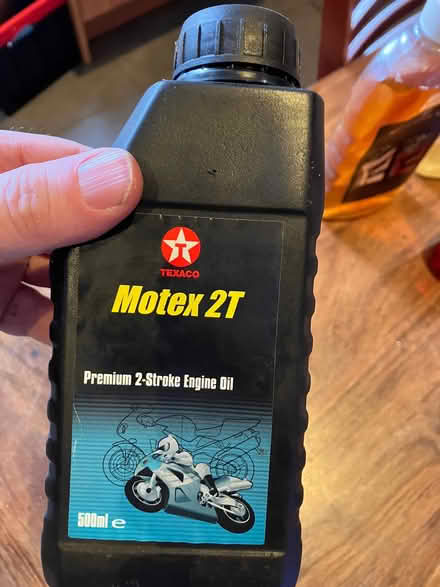 T
TEXACO
Motex 2T
Premium 2-Stroke Engine Oil
500ml e